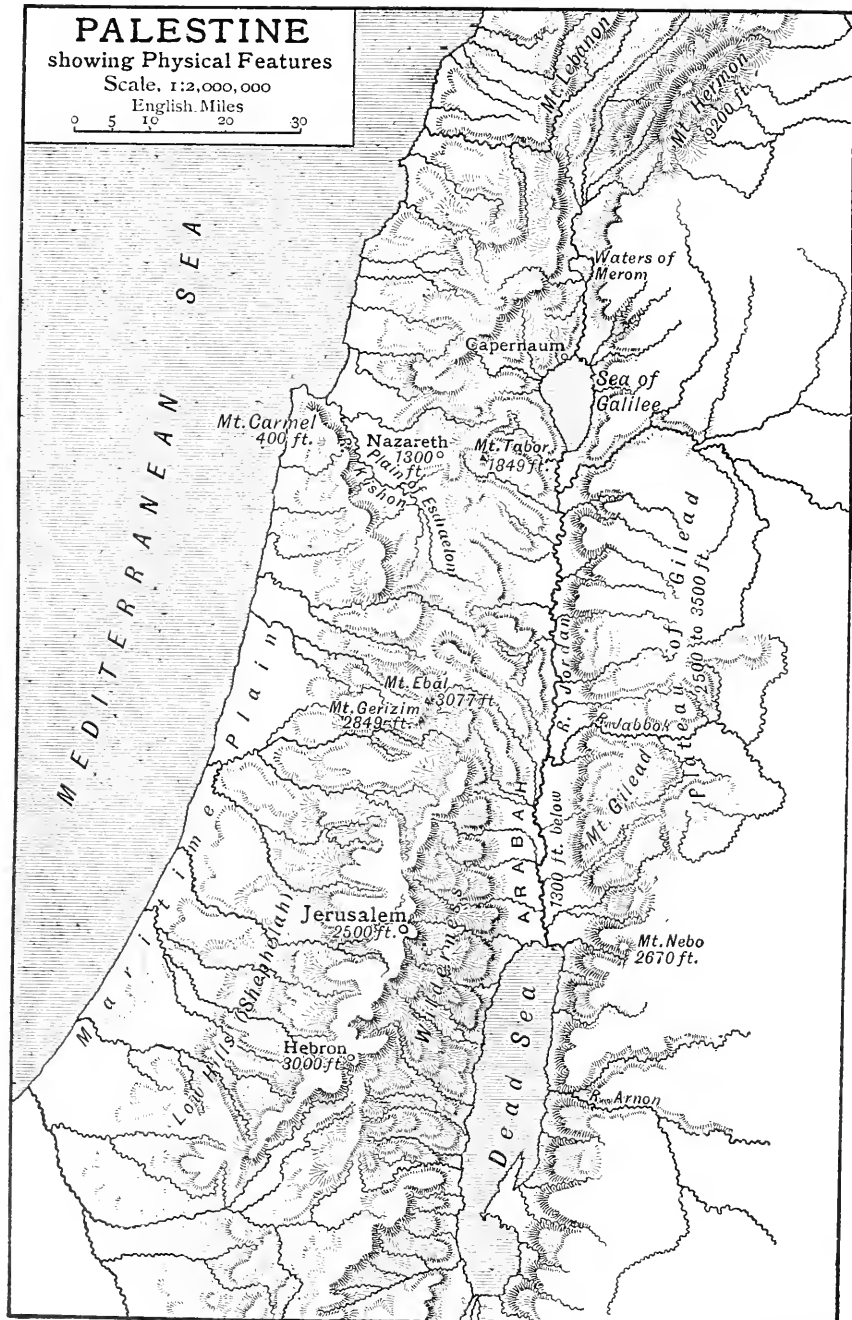 PALESTINE
showing Physical Features
Scale, 1:2,000,000
English Miles
0 5 10 20 30
Mt. Lebanon
Mt. Hermon
9200 ft.
MEDITERRANEAN SEA
Waters of
Merom
Capernaum
Sea of
Galilee
Mt. Carmel
400 ft.
Nazareth
1300
ft.
Mt. Tabor
1849 ft.
Plain of Esdraelon
Kishon
Plateau of Gilead
2500 to 3500 ft.
R. Jordan
Mt. Ebal
3077 ft.
Mt. Gerizim
2849 ft.
R. Jabbok
Mt. Gilead
Maritime Plain
ARABAH
1300 ft. below
Jerusalem
2500 ft.
Wilderness
Mt. Nebo
2670 ft.
Low Hills (Shephelah)
Hebron
3000 ft.
Dead Sea
R. Arnon